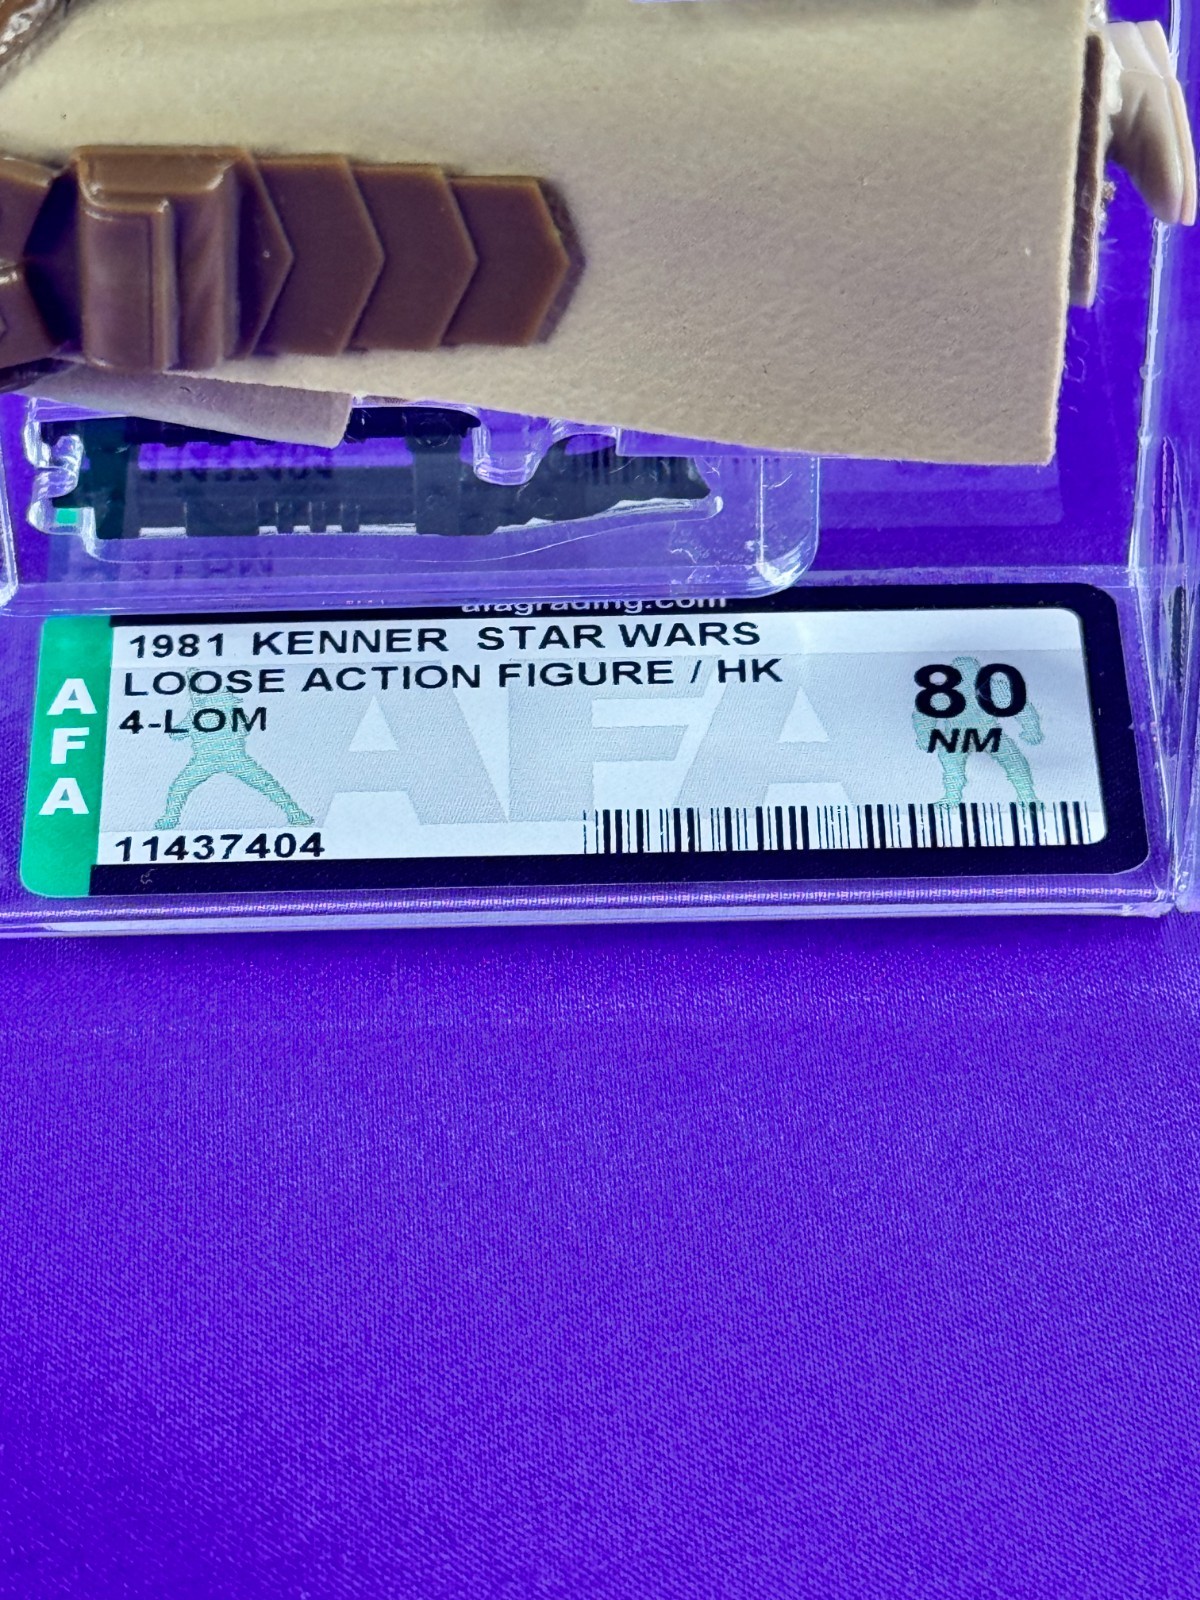 afagrading.com
1981 KENNER STAR WARS
LOOSE ACTION FIGURE / HK
4-LOM
80
NM
AFA
AFA
11437404